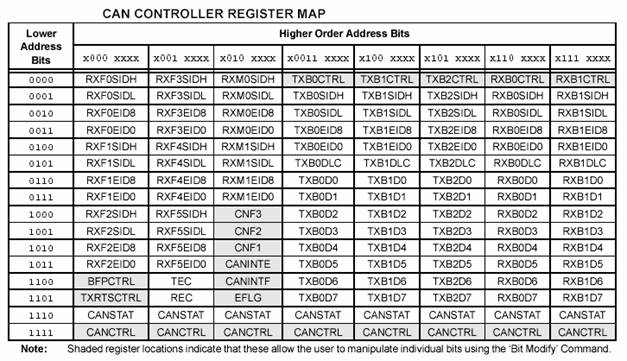 CAN CONTROLLER REGISTER MAP
Lower Address Bits
Higher Order Address Bits
x000 xxxx x001 xxxx x010 xxxx x0011 xxxx x100 xxxx x101 xxxx x110 xxxx x111 xxxx
0000 RXF0SIDH RXF3SIDH RXM0SIDH TXB0CTRL TXB1CTRL TXB2CTRL RXB0CTRL RXB1CTRL
0001 RXF0SIDL RXF3SIDL RXM0SIDL TXB0SIDH TXB1SIDH TXB2SIDH RXB0SIDH RXB1SIDH
0010 RXF0EID8 RXF3EID8 RXM0EID8 TXB0SIDL TXB1SIDL TXB2SIDL RXB0SIDL RXB1SIDL
0011 RXF0EID0 RXF3EID0 RXM0EID0 TXB0EID8 TXB1EID8 TXB2EID8 RXB0EID8 RXB1EID8
0100 RXF1SIDH RXF4SIDH RXM1SIDH TXB0EID0 TXB1EID0 TXB2EID0 RXB0EID0 RXB1EID0
0101 RXF1SIDL RXF4SIDL RXM1SIDL TXB0DLC TXB1DLC TXB2DLC RXB0DLC RXB1DLC
0110 RXF1EID8 RXF4EID8 RXM1EID8 TXB0D0 TXB1D0 TXB2D0 RXB0D0 RXB1D0
0111 RXF1EID0 RXF4EID0 RXM1EID0 TXB0D1 TXB1D1 TXB2D1 RXB0D1 RXB1D1
1000 RXF2SIDH RXF5SIDH CNF3 TXB0D2 TXB1D2 TXB2D2 RXB0D2 RXB1D2
1001 RXF2SIDL RXF5SIDL CNF2 TXB0D3 TXB1D3 TXB2D3 RXB0D3 RXB1D3
1010 RXF2EID8 RXF5EID8 CNF1 TXB0D4 TXB1D4 TXB2D4 RXB0D4 RXB1D4
1011 RXF2EID0 RXF5EID0 CANINTE TXB0D5 TXB1D5 TXB2D5 RXB0D5 RXB1D5
1100 BFPCTRL TEC CANINTF TXB0D6 TXB1D6 TXB2D6 RXB0D6 RXB1D6
1101 TXRTSCTRL REC EFLG TXB0D7 TXB1D7 TXB2D7 RXB0D7 RXB1D7
1110 CANSTAT CANSTAT CANSTAT CANSTAT CANSTAT CANSTAT CANSTAT CANSTAT
1111 CANCTRL CANCTRL CANCTRL CANCTRL CANCTRL CANCTRL CANCTRL CANCTRL
Note: Shaded register locations indicate that these allow the user to manipulate individual bits using the 'Bit Modify' Command.